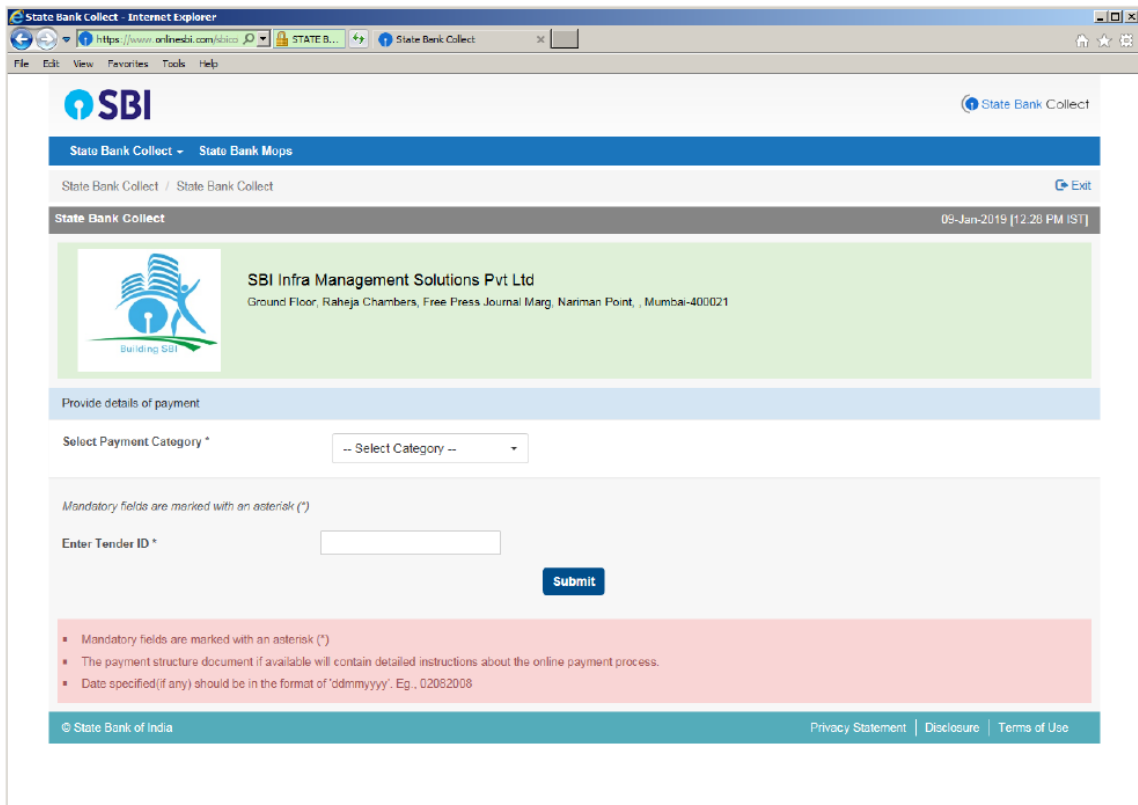 State Bank Collect - Internet Explorer
https://www.onlinesbi.com/sbico STATE B... State Bank Collect
File Edit View Favorites Tools Help
SBI
State Bank Collect
State Bank Collect State Bank Mops
State Bank Collect / State Bank Collect Exit
State Bank Collect 09-Jan-2019 [12.28 PM IST]
SBI Infra Management Solutions Pvt Ltd
Ground Floor, Raheja Chambers, Free Press Journal Marg, Nariman Point, , Mumbai-400021
Building SBI
Provide details of payment
Select Payment Category *
-- Select Category --
Mandatory fields are marked with an asterisk (*)
Enter Tender ID *
Submit
Mandatory fields are marked with an asterisk (*)
The payment structure document if available will contain detailed instructions about the online payment process.
Date specified(if any) should be in the format of 'ddmmyyyy'. Eg., 02082008
© State Bank of India Privacy Statement | Disclosure | Terms of Use